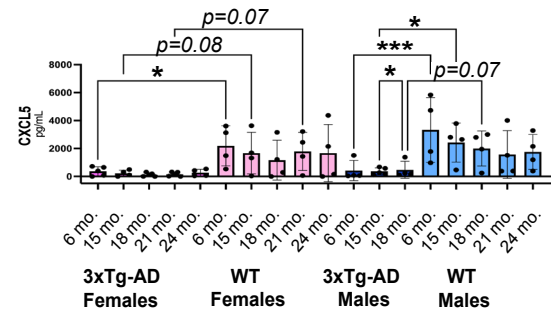 p=0.07
*
p=0.08
***
*
*
p=0.07
CXCL5
pg/mL
8000
6000
4000
2000
0
6 mo.
15 mo.
18 mo.
21 mo.
24 mo.
6 mo.
15 mo.
18 mo.
21 mo.
24 mo.
6 mo.
15 mo.
18 mo.
6 mo.
15 mo.
18 mo.
21 mo.
24 mo.
3xTg-AD WT 3xTg-AD WT
Females Females Males Males